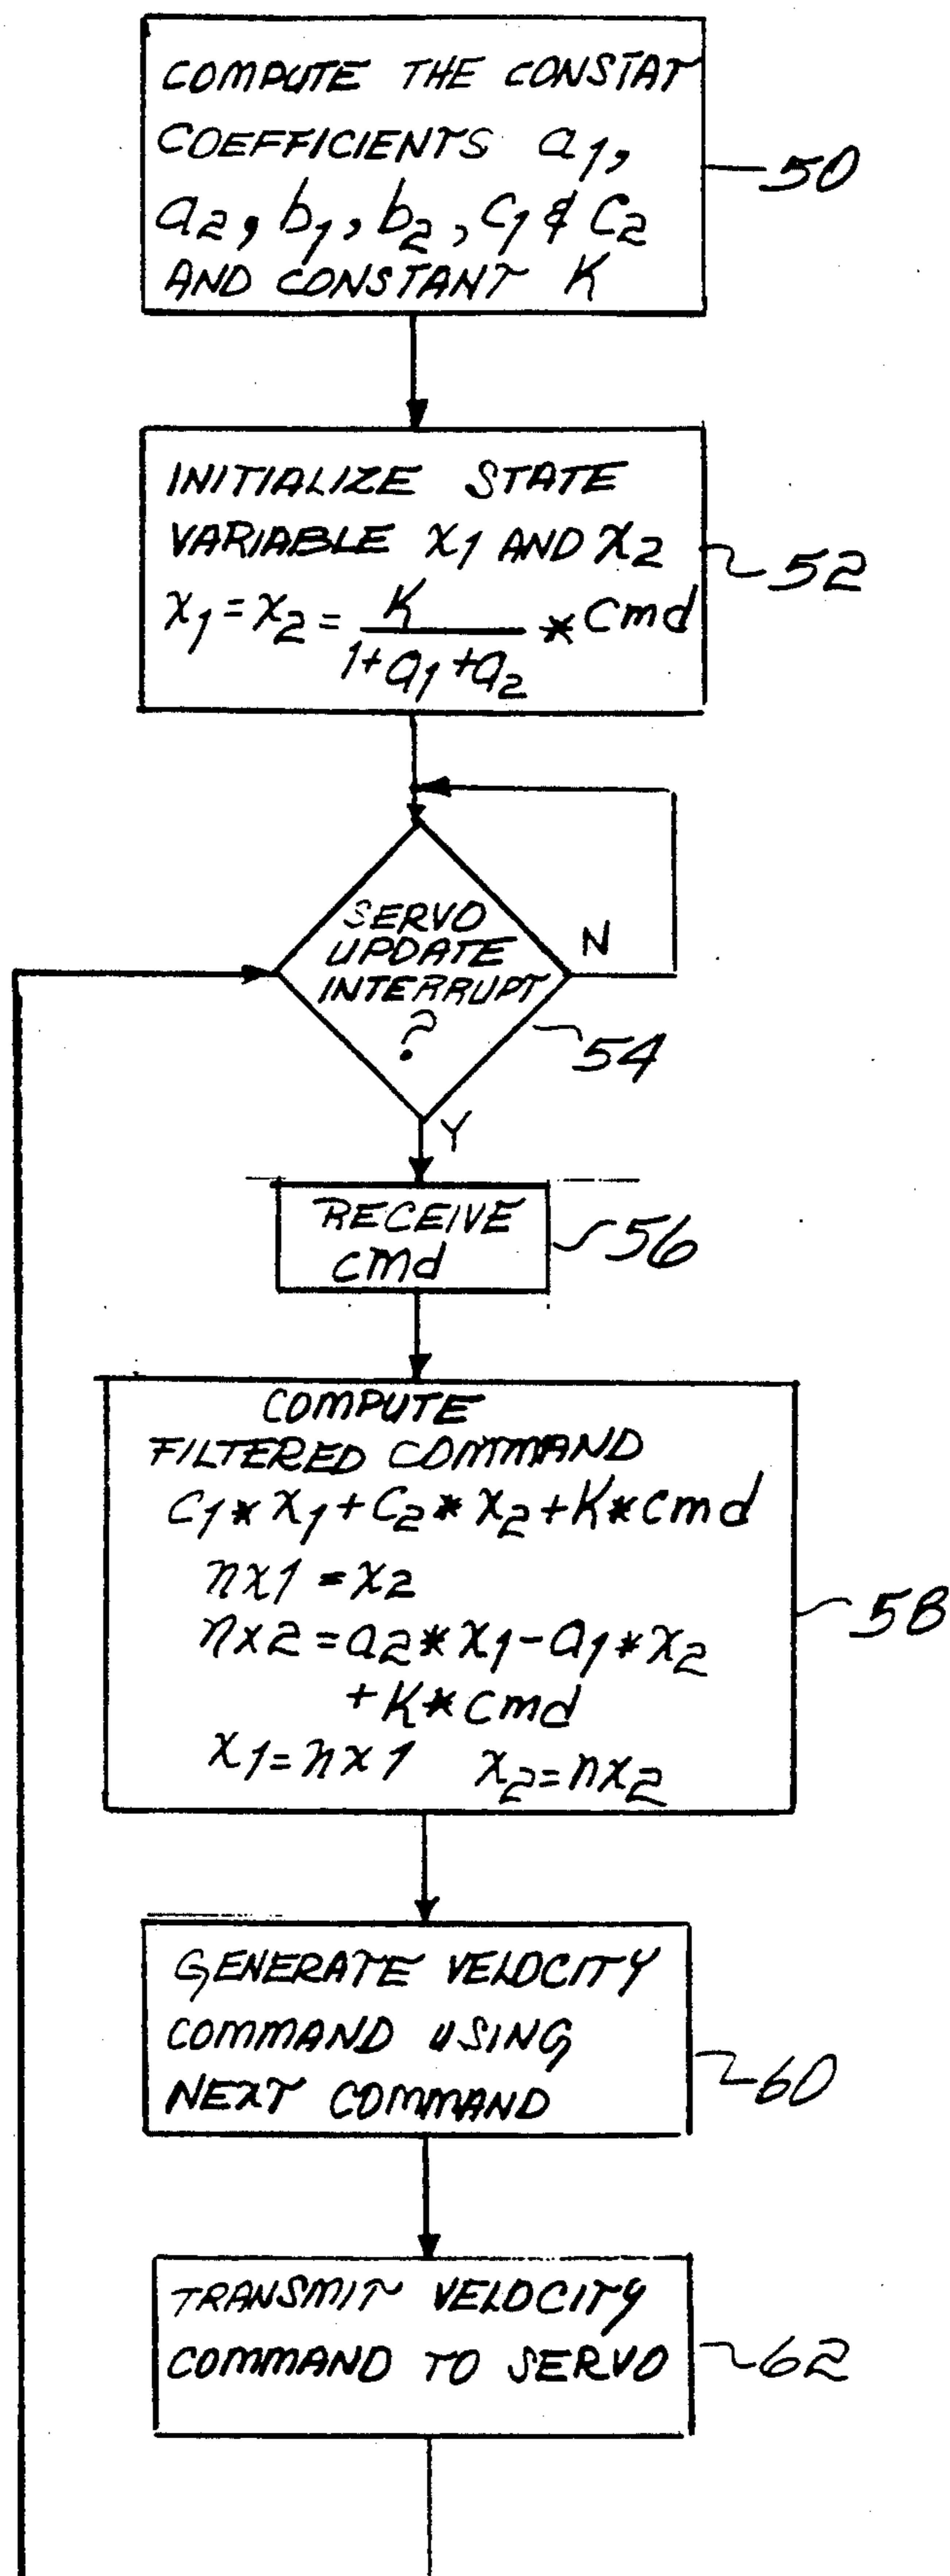 COMPUTE THE CONSTAT
COEFFICIENTS a1,
a2, b1, b2, c1 & c2
AND CONSTANT K
50
INITIALIZE STATE
VARIABLE x1 AND x2
x1 = x2 = K / 1+a1+a2 * cmd
52
SERVO
UPDATE
INTERRUPT
?
N
54
Y
RECEIVE
cmd
56
COMPUTE
FILTERED COMMAND
c1* x1 + c2* x2 + K*cmd
nx1 = x2
nx2 = a2* x1 - a1* x2
+ K* cmd
x1 = nx1 x2 = nx2
58
GENERATE VELOCITY
COMMAND USING
NEXT COMMAND
60
TRANSMIT VELOCITY
COMMAND TO SERVO
62